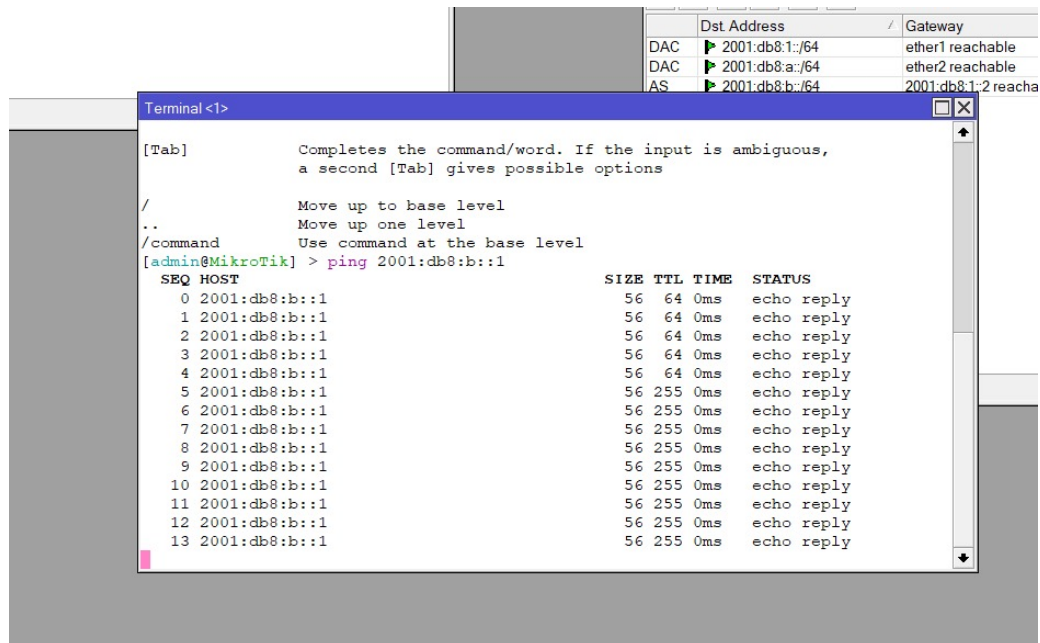 Dst. Address / Gateway
DAC 2001:db8:1::/64 ether1 reachable
DAC 2001:db8:a::/64 ether2 reachable
AS 2001:db8:b::/64 2001:db8:1::2 reacha
Terminal <1>
[Tab] Completes the command/word. If the input is ambiguous,
a second [Tab] gives possible options
/ Move up to base level
.. Move up one level
/command Use command at the base level
[admin@MikroTik] > ping 2001:db8:b::1
SEQ HOST SIZE TTL TIME STATUS
0 2001:db8:b::1 56 64 0ms echo reply
1 2001:db8:b::1 56 64 0ms echo reply
2 2001:db8:b::1 56 64 0ms echo reply
3 2001:db8:b::1 56 64 0ms echo reply
4 2001:db8:b::1 56 64 0ms echo reply
5 2001:db8:b::1 56 255 0ms echo reply
6 2001:db8:b::1 56 255 0ms echo reply
7 2001:db8:b::1 56 255 0ms echo reply
8 2001:db8:b::1 56 255 0ms echo reply
9 2001:db8:b::1 56 255 0ms echo reply
10 2001:db8:b::1 56 255 0ms echo reply
11 2001:db8:b::1 56 255 0ms echo reply
12 2001:db8:b::1 56 255 0ms echo reply
13 2001:db8:b::1 56 255 0ms echo reply